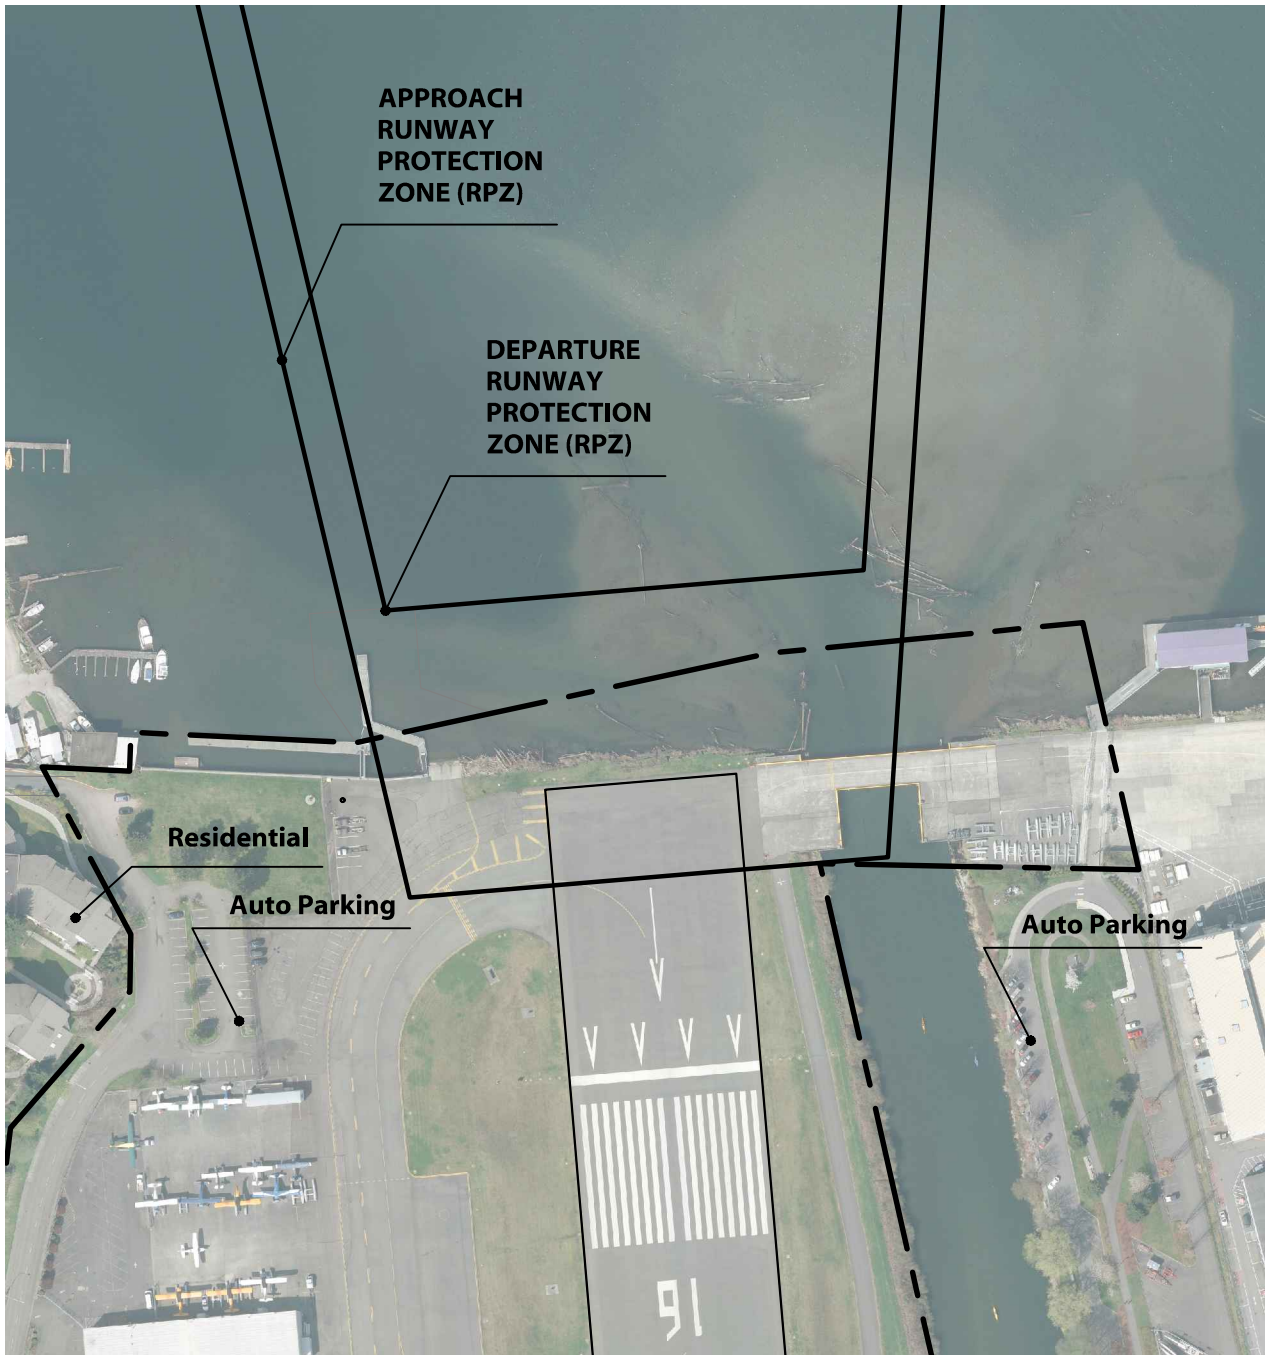 APPROACH
RUNWAY
PROTECTION
ZONE (RPZ)
DEPARTURE
RUNWAY
PROTECTION
ZONE (RPZ)
Residential
Auto Parking
Auto Parking
16